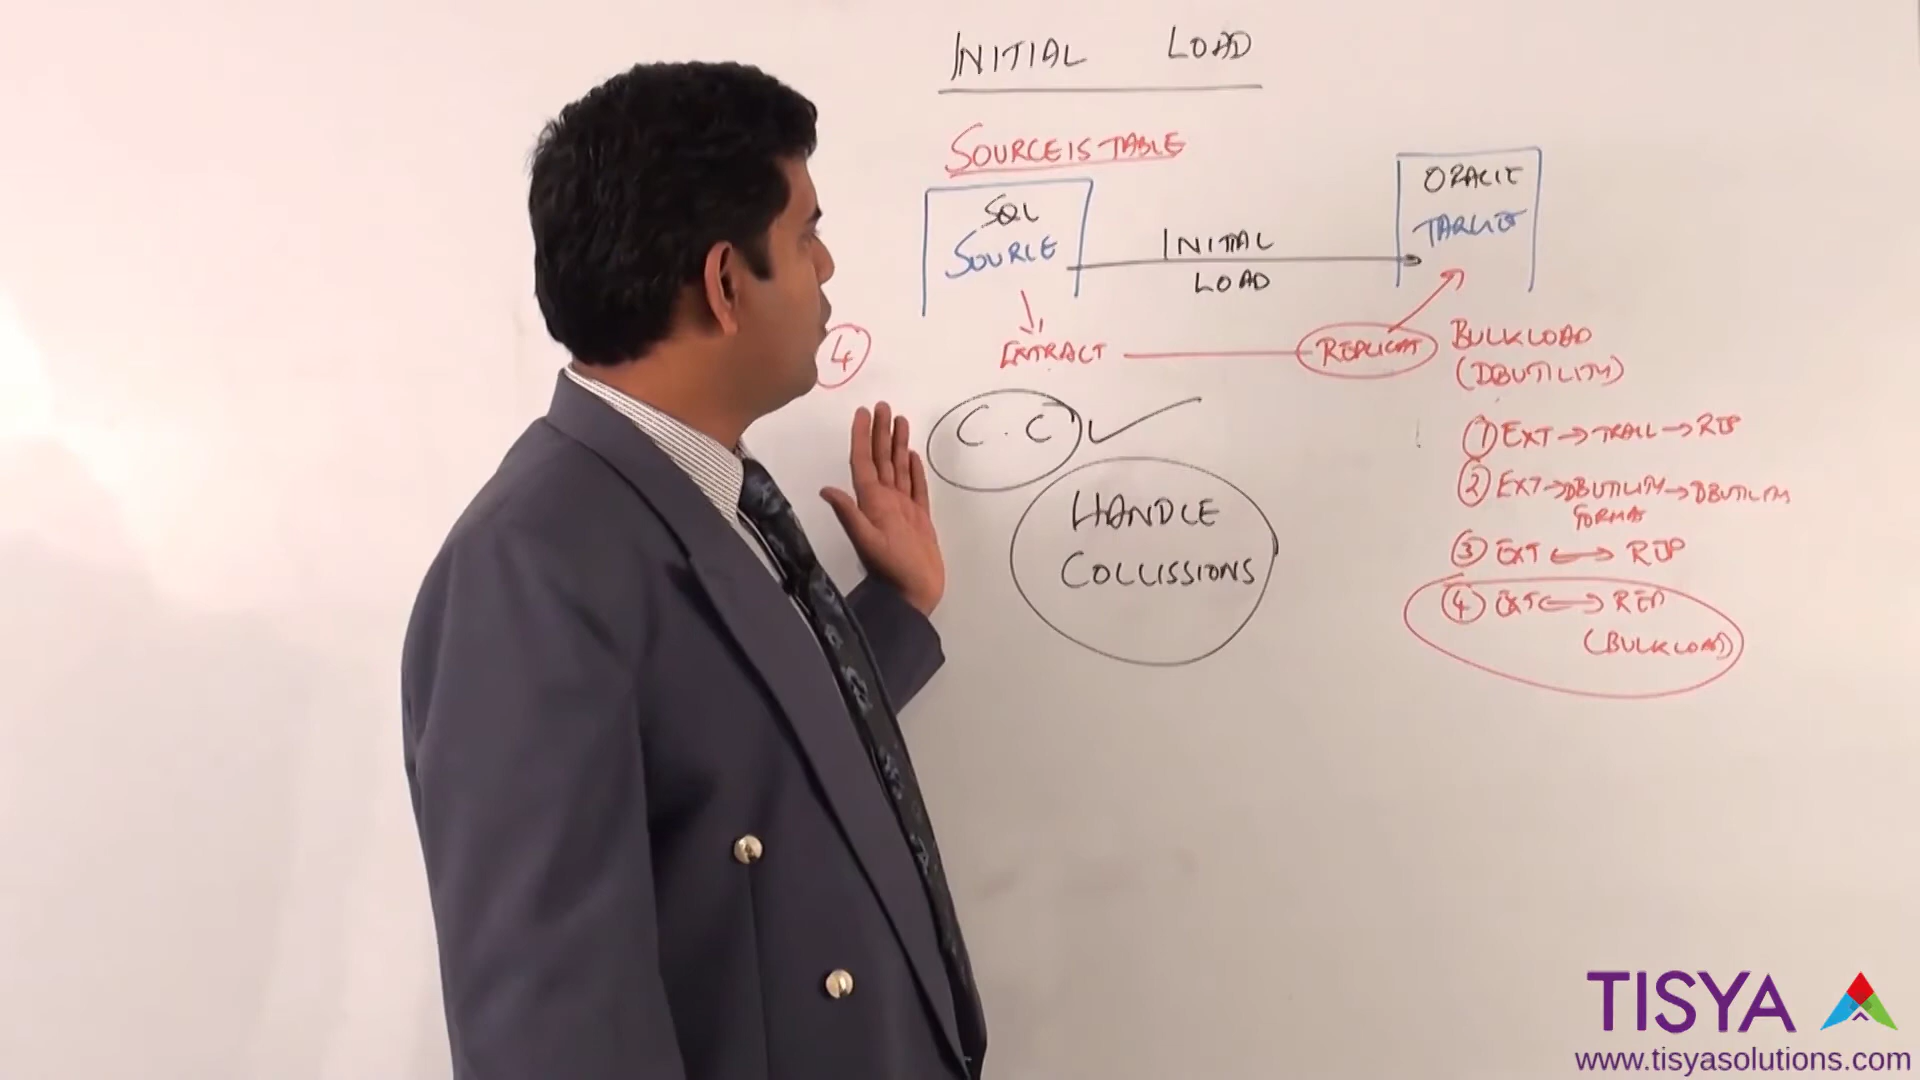 INITIAL LOAD
SOURCE IS TABLE
SQL
SOURCE
INITIAL
LOAD
ORACLE
TARGET
4
EXTRACT
REPLICAT
BULKLOAD
(DBUTILITY)
C.C
HANDLE
COLLISSIONS
1 EXT → TRAIL → REP
2 EXT → DBUTILITY → DBUTILITY
FORMAT
3 EXT ↔ REP
4 EXT ↔ REP
(BULKLOAD)
TISYA
www.tisyasolutions.com